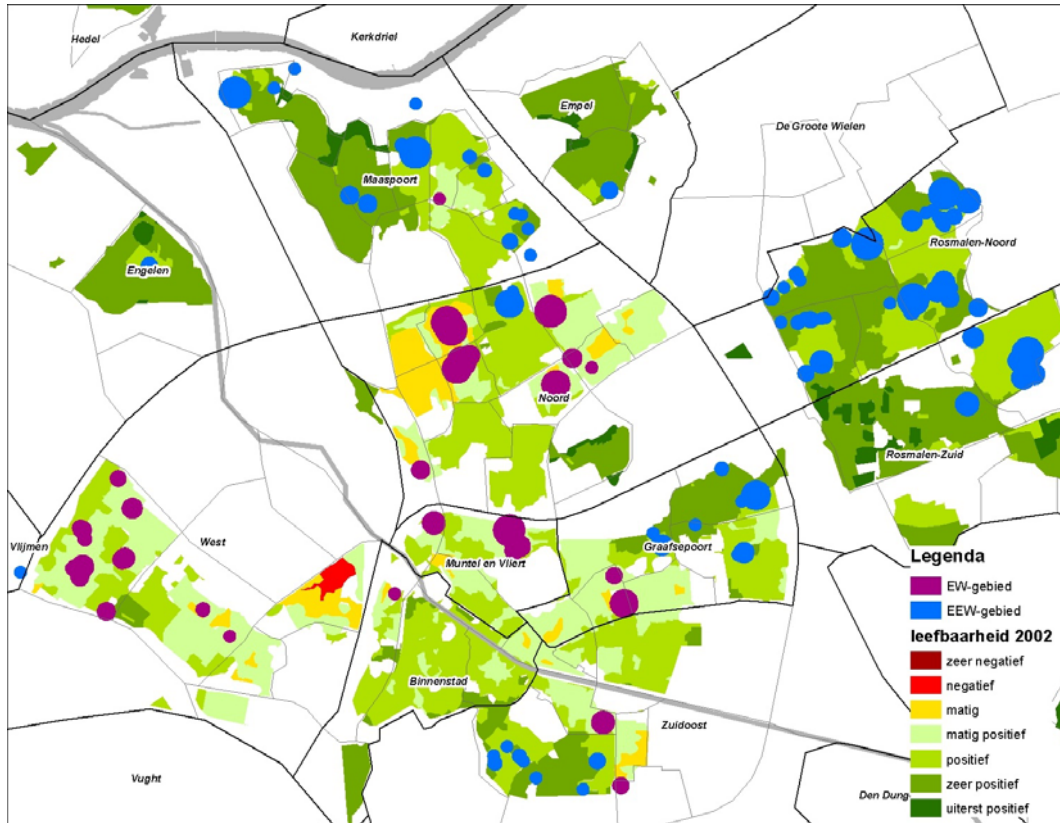 Hedel
Kerkdriel
Empel
De Groote Wielen
Maaspoort
Rosmalen-Noord
Engelen
Noord
Rosmalen-Zuid
Vlijmen
West
Muntel en Vliert
Graafsepoort
Binnenstad
Zuidoost
Vught
Den Dung
Legenda
EW-gebied
EEW-gebied
leefbaarheid 2002
zeer negatief
negatief
matig
matig positief
positief
zeer positief
uiterst positief